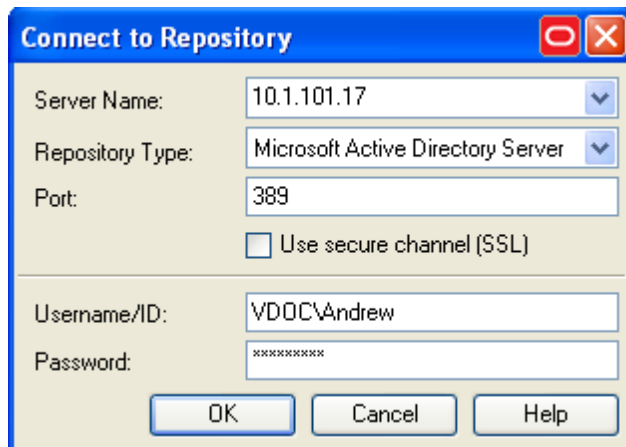 Connect to Repository
Server Name: 10.1.101.17
Repository Type: Microsoft Active Directory Server
Port: 389
Use secure channel (SSL)
Username/ID: VDOC\Andrew
Password: *********
OK Cancel Help